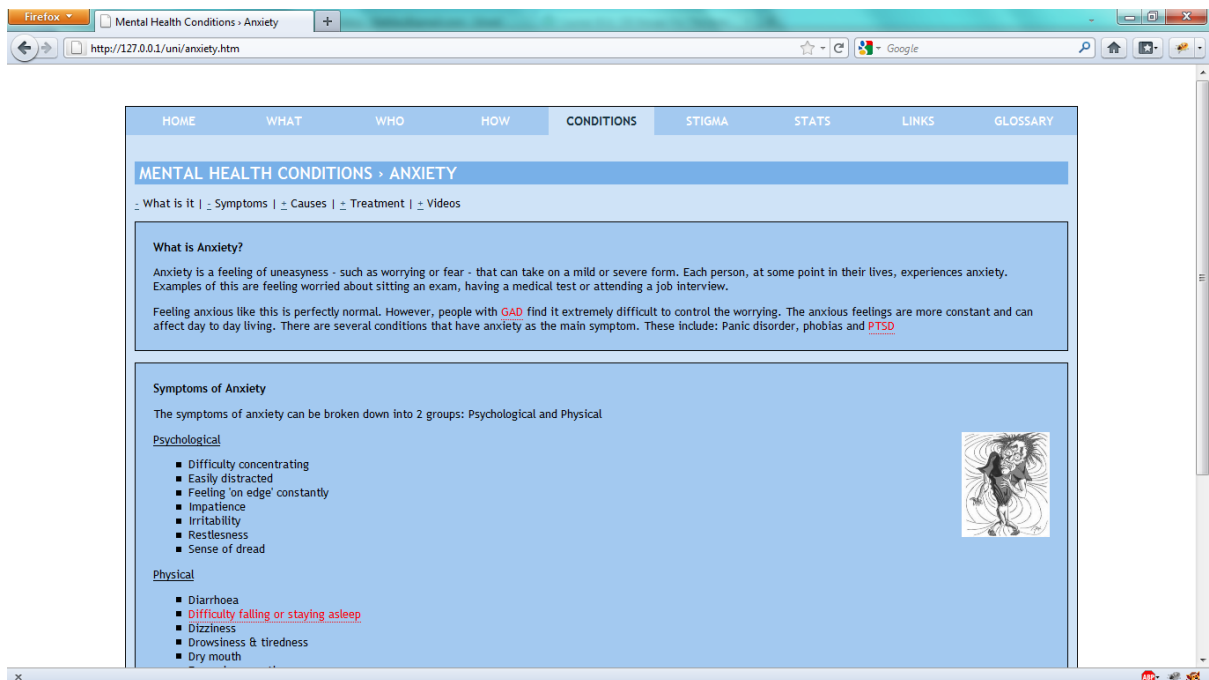 Firefox
Mental Health Conditions › Anxiety
+
http://127.0.0.1/uni/anxiety.htm
Google
HOME WHAT WHO HOW CONDITIONS STIGMA STATS LINKS GLOSSARY
MENTAL HEALTH CONDITIONS › ANXIETY
- What is it | - Symptoms | + Causes | + Treatment | + Videos
What is Anxiety?
Anxiety is a feeling of uneasyness - such as worrying or fear - that can take on a mild or severe form. Each person, at some point in their lives, experiences anxiety.
Examples of this are feeling worried about sitting an exam, having a medical test or attending a job interview.
Feeling anxious like this is perfectly normal. However, people with GAD find it extremely difficult to control the worrying. The anxious feelings are more constant and can
affect day to day living. There are several conditions that have anxiety as the main symptom. These include: Panic disorder, phobias and PTSD
Symptoms of Anxiety
The symptoms of anxiety can be broken down into 2 groups: Psychological and Physical
Psychological
Difficulty concentrating
Easily distracted
Feeling 'on edge' constantly
Impatience
Irritability
Restlesness
Sense of dread
Physical
Diarrhoea
Difficulty falling or staying asleep
Dizziness
Drowsiness & tiredness
Dry mouth
x
ABP